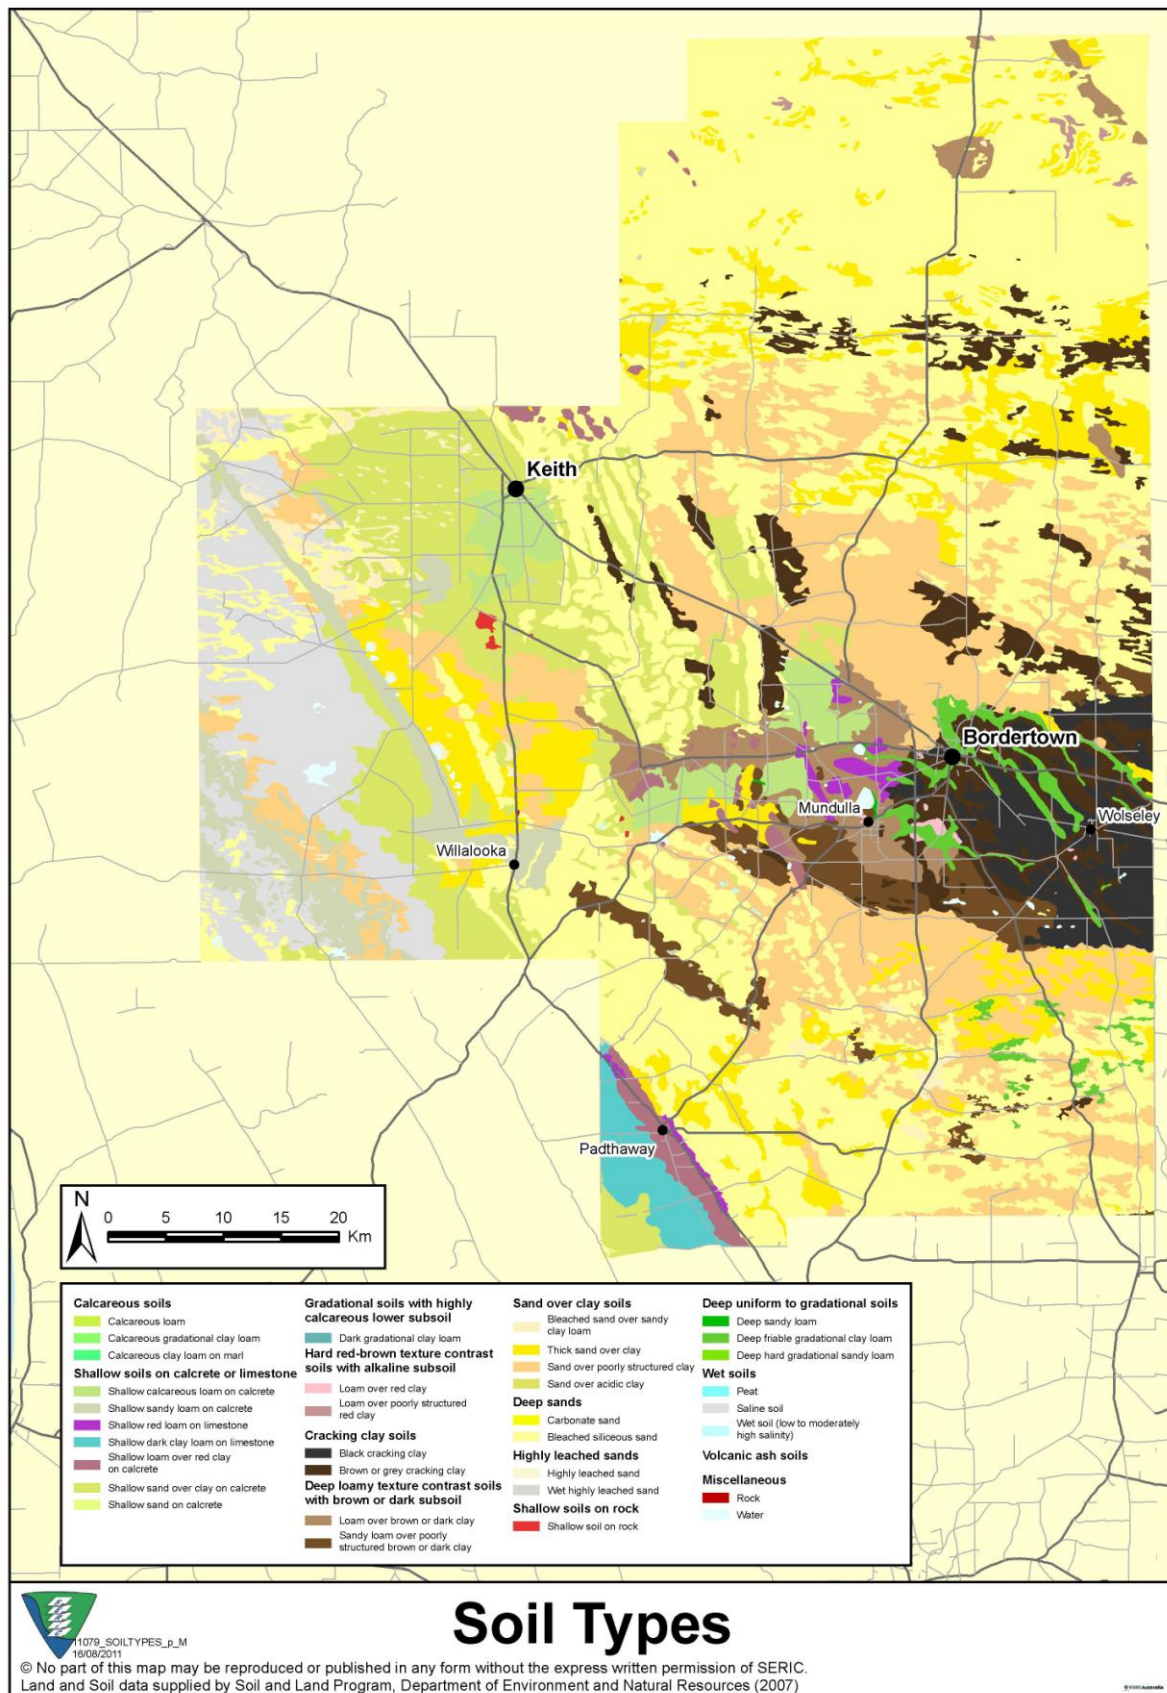 Keith
Bordertown
Mundulla
Wolseley
Willalooka
Padthaway
N
0 5 10 15 20
Km
Calcareous soils
Calcareous loam
Calcareous gradational clay loam
Calcareous clay loam on marl
Shallow soils on calcrete or limestone
Shallow calcareous loam on calcrete
Shallow sandy loam on calcrete
Shallow red loam on limestone
Shallow dark clay loam on limestone
Shallow loam over red clay
on calcrete
Shallow sand over clay on calcrete
Shallow sand on calcrete
Gradational soils with highly
calcareous lower subsoil
Dark gradational clay loam
Hard red-brown texture contrast
soils with alkaline subsoil
Loam over red clay
Loam over poorly structured
red clay
Cracking clay soils
Black cracking clay
Brown or grey cracking clay
Deep loamy texture contrast soils
with brown or dark subsoil
Loam over brown or dark clay
Sandy loam over poorly
structured brown or dark clay
Sand over clay soils
Bleached sand over sandy
clay loam
Thick sand over clay
Sand over poorly structured clay
Sand over acidic clay
Deep sands
Carbonate sand
Bleached siliceous sand
Highly leached sands
Highly leached sand
Wet highly leached sand
Shallow soils on rock
Shallow soil on rock
Deep uniform to gradational soils
Deep sandy loam
Deep friable gradational clay loam
Deep hard gradational sandy loam
Wet soils
Peat
Saline soil
Wet soil (low to moderately
high salinity)
Volcanic ash soils
Miscellaneous
Rock
Water
11079_SOILTYPES_p_M
16/08/2011
Soil Types
© No part of this map may be reproduced or published in any form without the express written permission of SERIC.
Land and Soil data supplied by Soil and Land Program, Department of Environment and Natural Resources (2007)